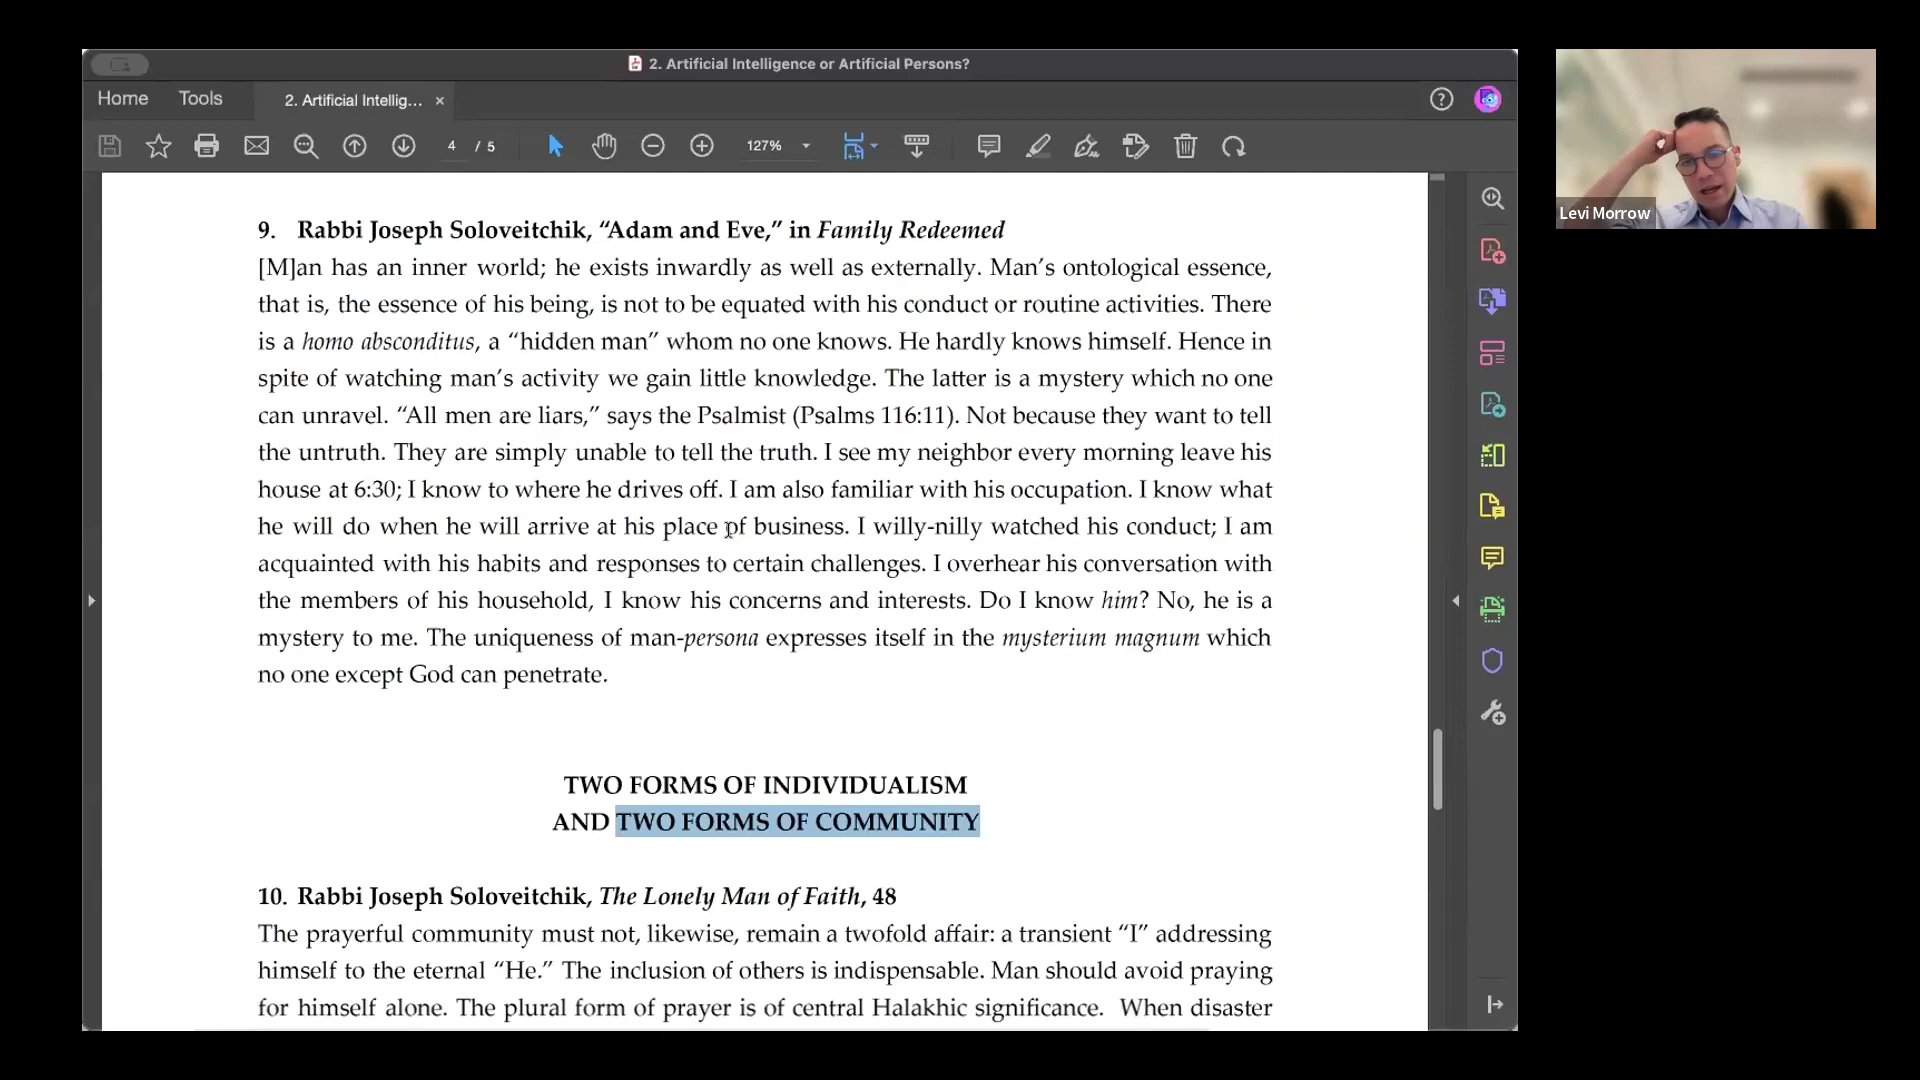 2. Artificial Intelligence or Artificial Persons?
Home
Tools
2. Artificial Intellig...
4 / 5
127%
Levi Morrow
9. Rabbi Joseph Soloveitchik, “Adam and Eve,” in Family Redeemed
[M]an has an inner world; he exists inwardly as well as externally. Man’s ontological essence,
that is, the essence of his being, is not to be equated with his conduct or routine activities. There
is a homo absconditus, a “hidden man” whom no one knows. He hardly knows himself. Hence in
spite of watching man’s activity we gain little knowledge. The latter is a mystery which no one
can unravel. “All men are liars,” says the Psalmist (Psalms 116:11). Not because they want to tell
the untruth. They are simply unable to tell the truth. I see my neighbor every morning leave his
house at 6:30; I know to where he drives off. I am also familiar with his occupation. I know what
he will do when he will arrive at his place of business. I willy-nilly watched his conduct; I am
acquainted with his habits and responses to certain challenges. I overhear his conversation with
the members of his household, I know his concerns and interests. Do I know him? No, he is a
mystery to me. The uniqueness of man-persona expresses itself in the mysterium magnum which
no one except God can penetrate.
TWO FORMS OF INDIVIDUALISM
AND TWO FORMS OF COMMUNITY
10. Rabbi Joseph Soloveitchik, The Lonely Man of Faith, 48
The prayerful community must not, likewise, remain a twofold affair: a transient “I” addressing
himself to the eternal “He.” The inclusion of others is indispensable. Man should avoid praying
for himself alone. The plural form of prayer is of central Halakhic significance. When disaster